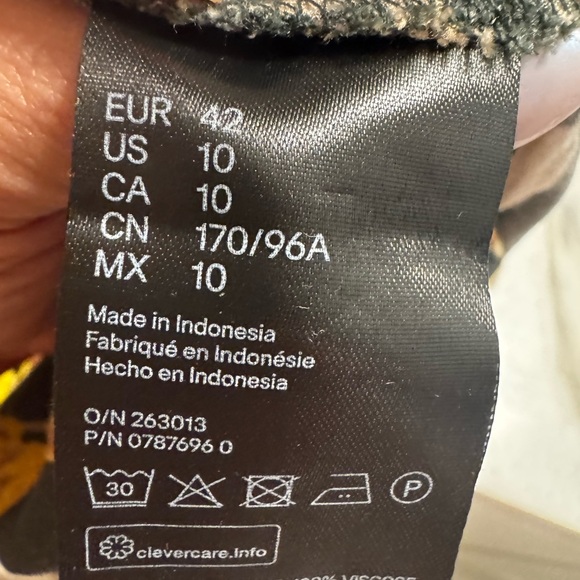 EUR 42
US 10
CA 10
CN 170/96A
MX 10
Made in Indonesia
Fabriqué en Indonésie
Hecho en Indonesia
O/N 263013
P/N 0787696 0
30 P
clevercare.info
VISCOSE